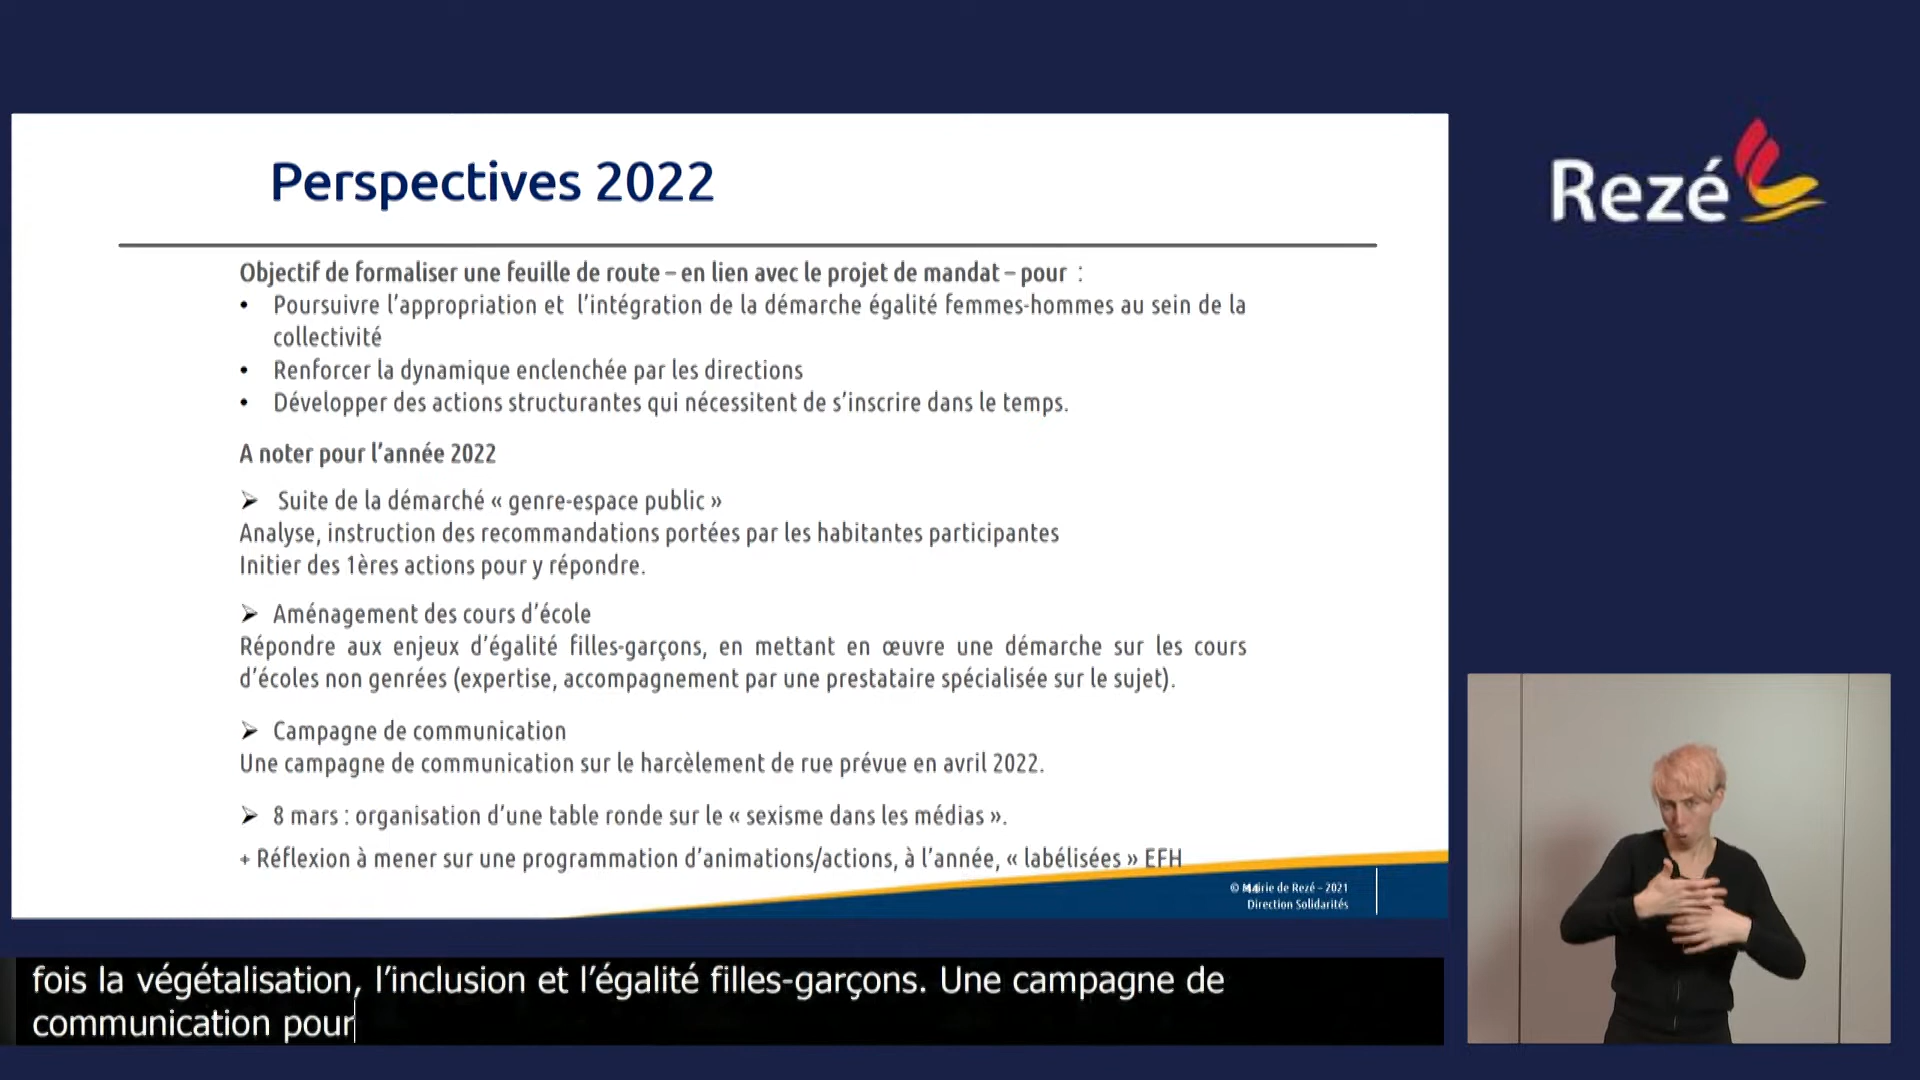 Perspectives 2022
Rezé
Objectif de formaliser une feuille de route – en lien avec le projet de mandat – pour :
• Poursuivre l’appropriation et l’intégration de la démarche égalité femmes-hommes au sein de la
collectivité
• Renforcer la dynamique enclenchée par les directions
• Développer des actions structurantes qui nécessitent de s’inscrire dans le temps.
A noter pour l’année 2022
➢ Suite de la démarché « genre-espace public »
Analyse, instruction des recommandations portées par les habitantes participantes
Initier des 1ères actions pour y répondre.
➢ Aménagement des cours d’école
Répondre aux enjeux d’égalité filles-garçons, en mettant en œuvre une démarche sur les cours
d’écoles non genrées (expertise, accompagnement par une prestataire spécialisée sur le sujet).
➢ Campagne de communication
Une campagne de communication sur le harcèlement de rue prévue en avril 2022.
➢ 8 mars : organisation d’une table ronde sur le « sexisme dans les médias ».
+ Réflexion à mener sur une programmation d’animations/actions, à l’année, « labélisées » EFH
© Mairie de Rezé – 2021
Direction Solidarités
fois la végétalisation, l’inclusion et l’égalité filles-garçons. Une campagne de
communication pour